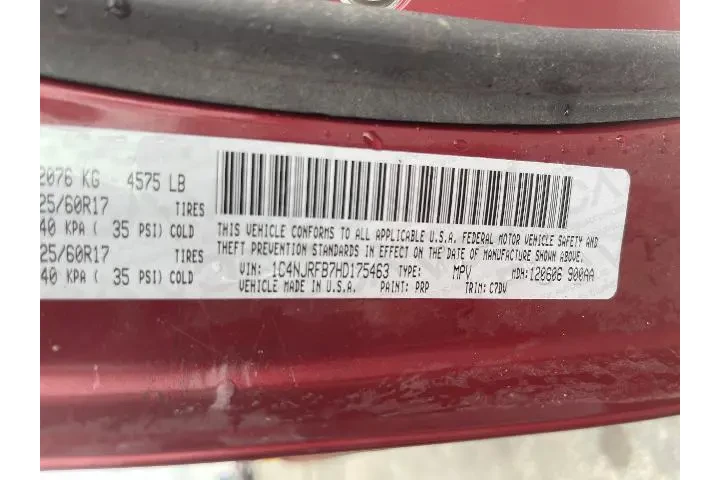 2076 KG 4575 LB
25/60R17 TIRES
40 KPA ( 35 PSI) COLD
25/60R17 TIRES
40 KPA ( 35 PSI) COLD
THIS VEHICLE CONFORMS TO ALL APPLICABLE U.S.A. FEDERAL MOTOR VEHICLE SAFETY AND
THEFT PREVENTION STANDARDS IN EFFECT ON THE DATE OF MANUFACTURE SHOWN ABOVE.
VIN: 1C4NJRFB7HD175463 TYPE: MPV MDH: 120606 900AA
VEHICLE MADE IN U.S.A. PAINT: PRP TRIM: C7DV